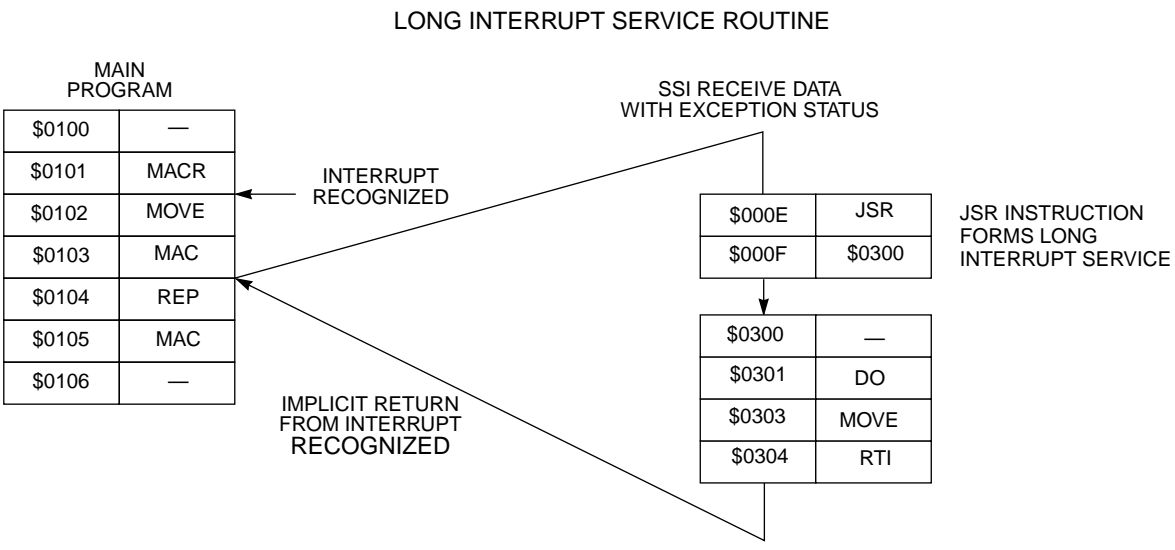 LONG INTERRUPT SERVICE ROUTINE
MAIN
PROGRAM
$0100 —
$0101 MACR
$0102 MOVE
$0103 MAC
$0104 REP
$0105 MAC
$0106 —
INTERRUPT
RECOGNIZED
SSI RECEIVE DATA
WITH EXCEPTION STATUS
$000E JSR
$000F $0300
JSR INSTRUCTION
FORMS LONG
INTERRUPT SERVICE
$0300 —
$0301 DO
$0303 MOVE
$0304 RTI
IMPLICIT RETURN
FROM INTERRUPT
RECOGNIZED